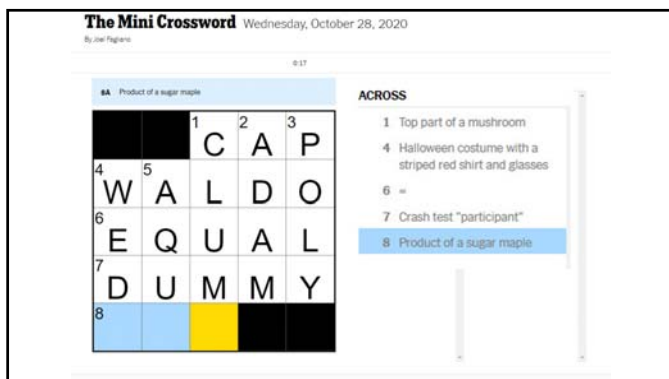 The Mini Crossword Wednesday, October 28, 2020
By Joel Fagliano
0:17
8A Product of a sugar maple
ACROSS
1 Top part of a mushroom
4 Halloween costume with a
striped red shirt and glasses
6 =
7 Crash test "participant"
8 Product of a sugar maple
1 C 2 A 3 P
4 W 5 A L D O
6 E Q U A L
7 D U M M Y
8